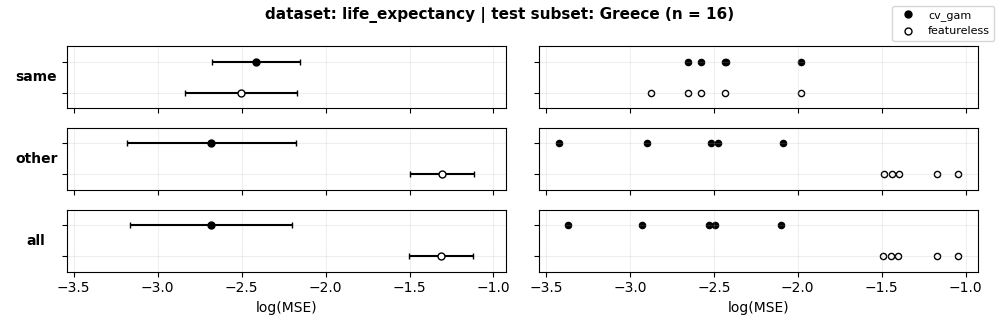 dataset: life_expectancy | test subset: Greece (n = 16)
cv_gam
featureless
same
other
all
−3.5 −3.0 −2.5 −2.0 −1.5 −1.0 −3.5 −3.0 −2.5 −2.0 −1.5 −1.0
log(MSE) log(MSE)